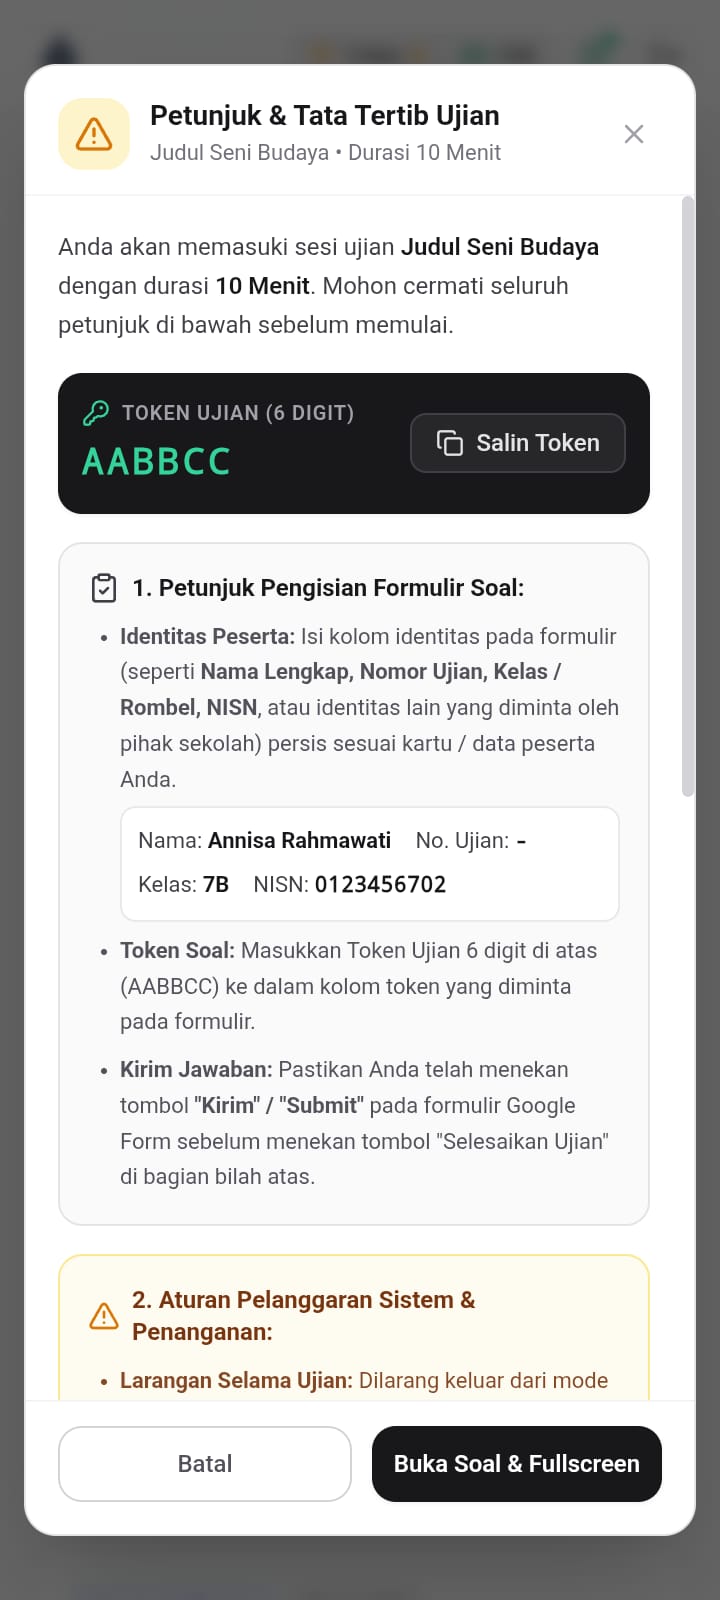 Petunjuk & Tata Tertib Ujian
Judul Seni Budaya • Durasi 10 Menit
Anda akan memasuki sesi ujian Judul Seni Budaya
dengan durasi 10 Menit. Mohon cermati seluruh
petunjuk di bawah sebelum memulai.
TOKEN UJIAN (6 DIGIT)
AABBCC
Salin Token
1. Petunjuk Pengisian Formulir Soal:
• Identitas Peserta: Isi kolom identitas pada formulir
(seperti Nama Lengkap, Nomor Ujian, Kelas /
Rombel, NISN, atau identitas lain yang diminta oleh
pihak sekolah) persis sesuai kartu / data peserta
Anda.
Nama: Annisa Rahmawati No. Ujian: -
Kelas: 7B NISN: 0123456702
• Token Soal: Masukkan Token Ujian 6 digit di atas
(AABBCC) ke dalam kolom token yang diminta
pada formulir.
• Kirim Jawaban: Pastikan Anda telah menekan
tombol "Kirim" / "Submit" pada formulir Google
Form sebelum menekan tombol "Selesaikan Ujian"
di bagian bilah atas.
2. Aturan Pelanggaran Sistem &
Penanganan:
• Larangan Selama Ujian: Dilarang keluar dari mode
Batal
Buka Soal & Fullscreen